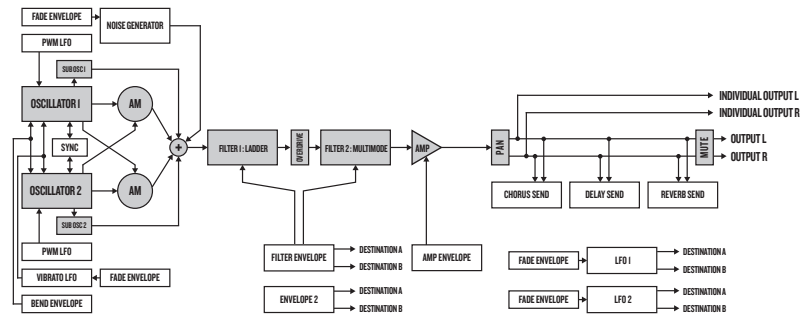 FADE ENVELOPE
NOISE GENERATOR
PWM LFO
SUB OSC 1
OSCILLATOR 1
AM
SYNC
OSCILLATOR 2
AM
SUB OSC 2
PWM LFO
VIBRATO LFO
FADE ENVELOPE
BEND ENVELOPE
+
FILTER 1 : LADDER
OVERDRIVE
FILTER 2 : MULTIMODE
AMP
PAN
INDIVIDUAL OUTPUT L
INDIVIDUAL OUTPUT R
MUTE
OUTPUT L
OUTPUT R
CHORUS SEND
DELAY SEND
REVERB SEND
FILTER ENVELOPE
DESTINATION A
DESTINATION B
AMP ENVELOPE
ENVELOPE 2
DESTINATION A
DESTINATION B
FADE ENVELOPE
LFO 1
DESTINATION A
DESTINATION B
FADE ENVELOPE
LFO 2
DESTINATION A
DESTINATION B